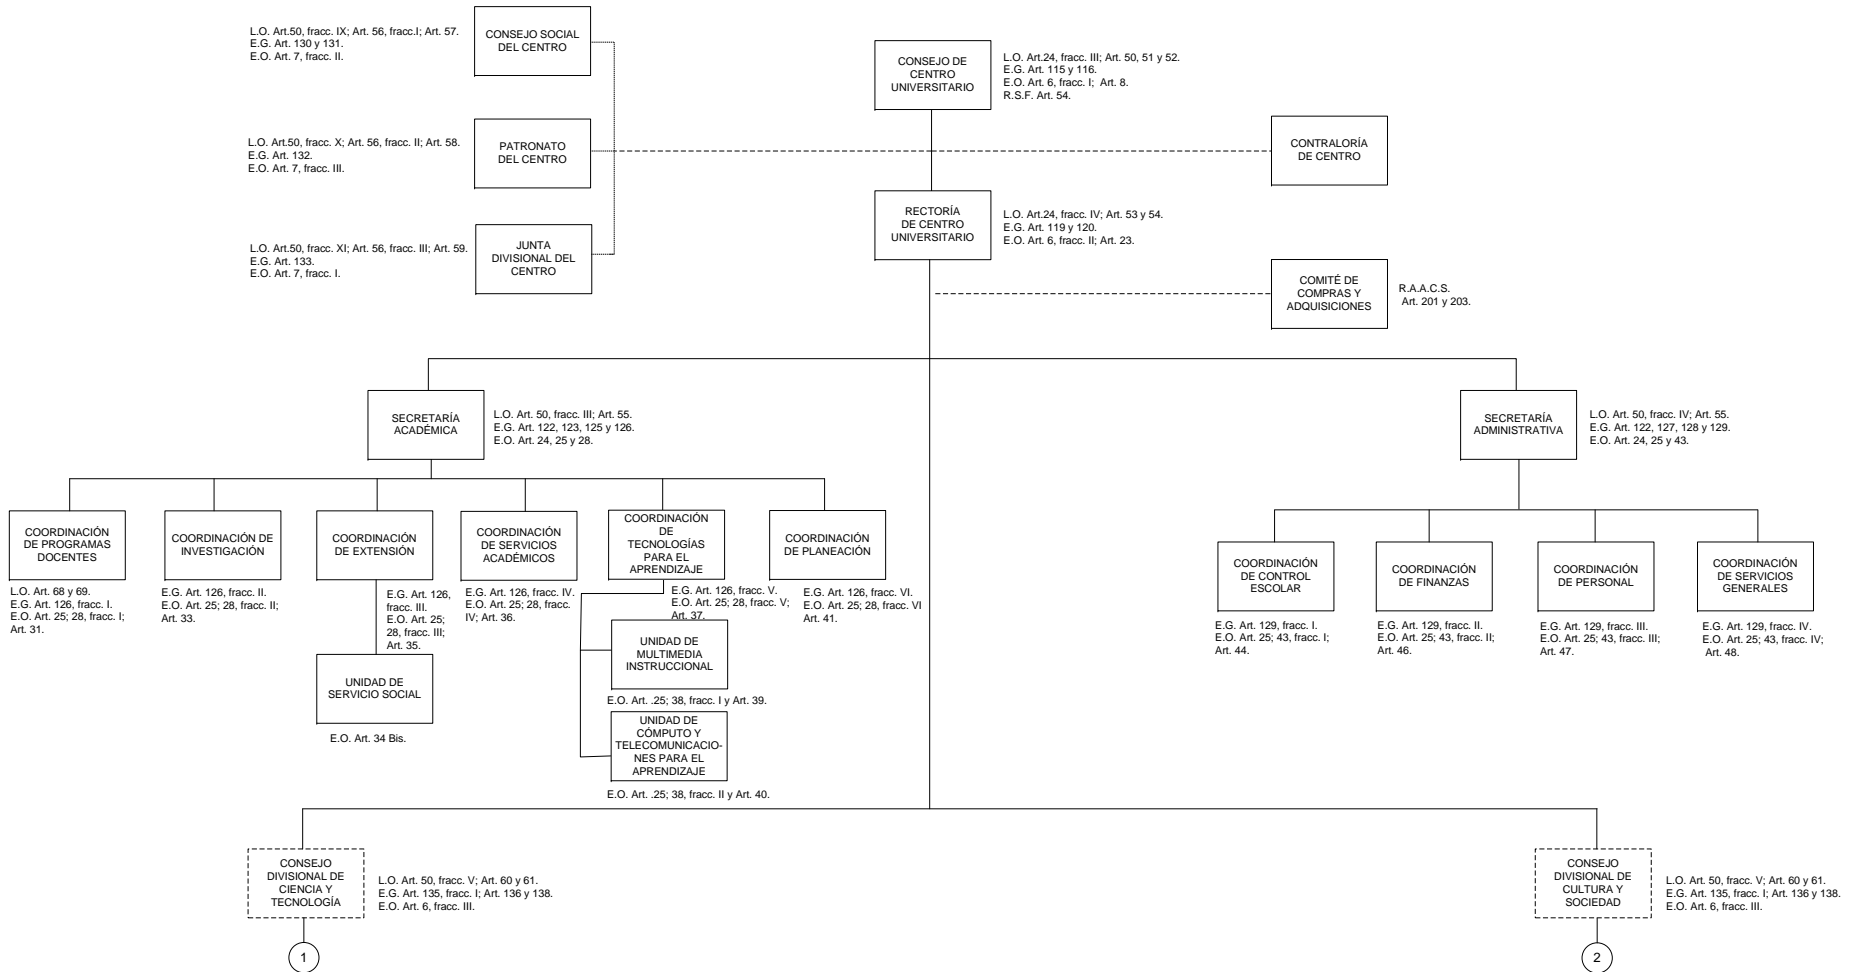 L.O. Art.50, fracc. IX; Art. 56, fracc.I; Art. 57.
E.G. Art. 130 y 131.
E.O. Art. 7, fracc. II.
CONSEJO SOCIAL
DEL CENTRO
CONSEJO DE
CENTRO
UNIVERSITARIO
L.O. Art.24, fracc. III; Art. 50, 51 y 52.
E.G. Art. 115 y 116.
E.O. Art. 6, fracc. I;  Art. 8.
R.S.F. Art. 54.
L.O. Art.50, fracc. X; Art. 56, fracc. II; Art. 58.
E.G. Art. 132.
E.O. Art. 7, fracc. III.
PATRONATO
DEL CENTRO
CONTRALORÍA
DE CENTRO
RECTORÍA
DE CENTRO
UNIVERSITARIO
L.O. Art.24, fracc. IV; Art. 53 y 54.
E.G. Art. 119 y 120.
E.O. Art. 6, fracc. II; Art. 23.
L.O. Art.50, fracc. XI; Art. 56, fracc. III; Art. 59.
E.G. Art. 133.
E.O. Art. 7, fracc. I.
JUNTA
DIVISIONAL DEL
CENTRO
COMITÉ DE
COMPRAS Y
ADQUISICIONES
R.A.A.C.S.
Art. 201 y 203.
SECRETARÍA
ACADÉMICA
L.O. Art. 50, fracc. III; Art. 55.
E.G. Art. 122, 123, 125 y 126.
E.O. Art. 24, 25 y 28.
SECRETARÍA
ADMINISTRATIVA
L.O. Art. 50, fracc. IV; Art. 55.
E.G. Art. 122, 127, 128 y 129.
E.O. Art. 24, 25 y 43.
COORDINACIÓN
DE PROGRAMAS
DOCENTES
L.O. Art. 68 y 69.
E.G. Art. 126, fracc. I.
E.O. Art. 25; 28, fracc. I;
Art. 31.
COORDINACIÓN DE
INVESTIGACIÓN
E.G. Art. 126, fracc. II.
E.O. Art. 25; 28, fracc. II;
Art. 33.
COORDINACIÓN
DE EXTENSIÓN
E.G. Art. 126,
fracc. III.
E.O. Art. 25;
28, fracc. III;
Art. 35.
UNIDAD DE
SERVICIO SOCIAL
E.O. Art. 34 Bis.
COORDINACIÓN
DE SERVICIOS
ACADÉMICOS
E.G. Art. 126, fracc. IV.
E.O. Art. 25; 28, fracc.
IV; Art. 36.
COORDINACIÓN
DE
TECNOLOGÍAS
PARA EL
APRENDIZAJE
E.G. Art. 126, fracc. V.
E.O. Art. 25; 28, fracc. V;
Art. 37.
UNIDAD DE
MULTIMEDIA
INSTRUCCIONAL
E.O. Art. .25; 38, fracc. I y Art. 39.
UNIDAD DE
CÓMPUTO Y
TELECOMUNICACIO-
NES PARA EL
APRENDIZAJE
E.O. Art. .25; 38, fracc. II y Art. 40.
COORDINACIÓN
DE PLANEACIÓN
E.G. Art. 126, fracc. VI.
E.O. Art. 25; 28, fracc. VI
Art. 41.
COORDINACIÓN
DE CONTROL
ESCOLAR
E.G. Art. 129, fracc. I.
E.O. Art. 25; 43, fracc. I;
Art. 44.
COORDINACIÓN
DE FINANZAS
E.G. Art. 129, fracc. II.
E.O. Art. 25; 43, fracc. II;
Art. 46.
COORDINACIÓN
DE PERSONAL
E.G. Art. 129, fracc. III.
E.O. Art. 25; 43, fracc. III;
Art. 47.
COORDINACIÓN
DE SERVICIOS
GENERALES
E.G. Art. 129, fracc. IV.
E.O. Art. 25; 43, fracc. IV;
Art. 48.
CONSEJO
DIVISIONAL DE
CIENCIA Y
TECNOLOGÍA
L.O. Art. 50, fracc. V; Art. 60 y 61.
E.G. Art. 135, fracc. I; Art. 136 y 138.
E.O. Art. 6, fracc. III.
1
CONSEJO
DIVISIONAL DE
CULTURA Y
SOCIEDAD
L.O. Art. 50, fracc. V; Art. 60 y 61.
E.G. Art. 135, fracc. I; Art. 136 y 138.
E.O. Art. 6, fracc. III.
2